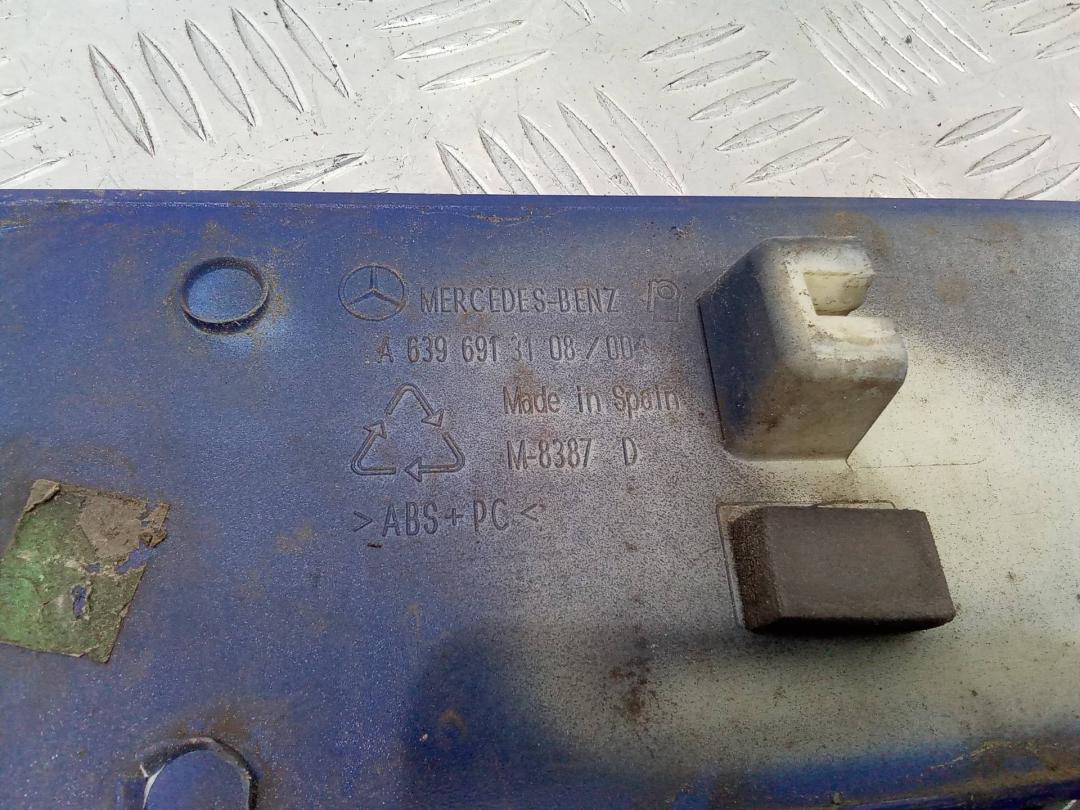 MERCEDES-BENZ
A 639 691 31 08 / 004
Made in Spain
M-8387 D
>ABS+PC<